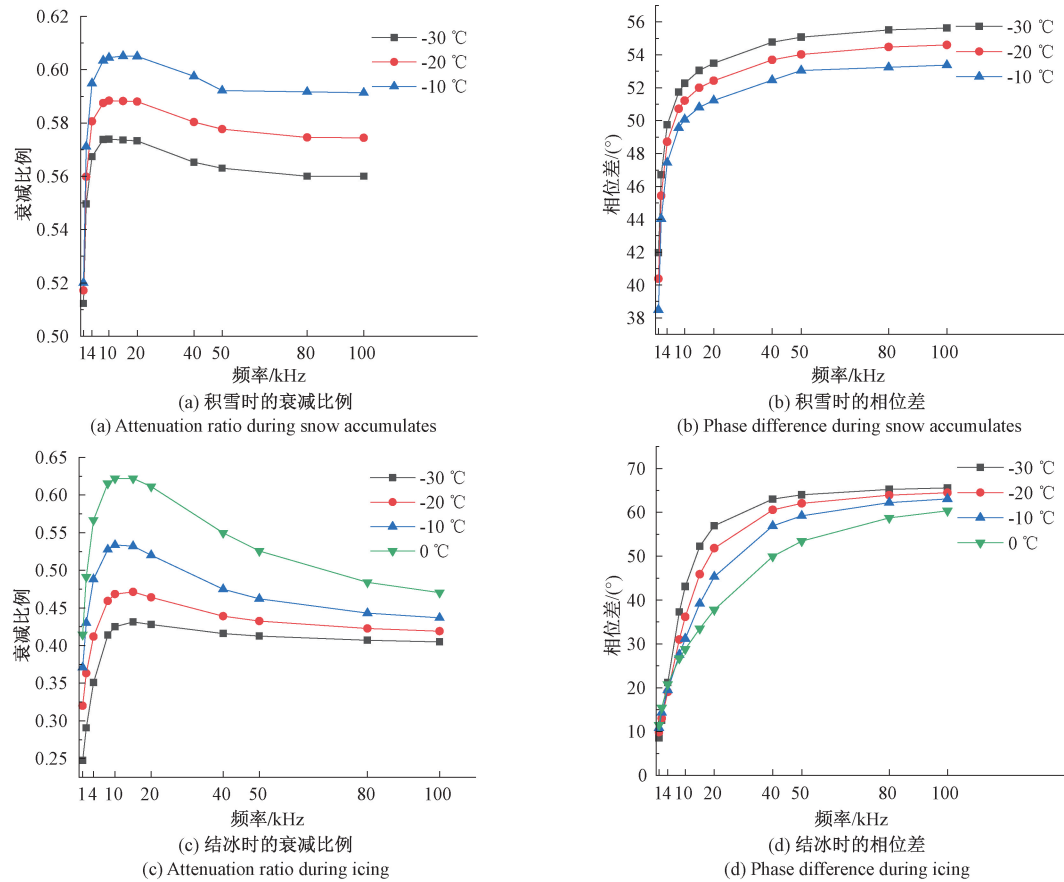 0.62
0.60
0.58
0.56
0.54
0.52
0.50
衰减比例
-30 ℃
-20 ℃
-10 ℃
14 10 20 40 50 80 100
频率/kHz
(a) 积雪时的衰减比例
(a) Attenuation ratio during snow accumulates
56
54
52
50
48
46
44
42
40
38
相位差/(°)
-30 ℃
-20 ℃
-10 ℃
14 10 20 40 50 80 100
频率/kHz
(b) 积雪时的相位差
(b) Phase difference during snow accumulates
0.65
0.60
0.55
0.50
0.45
0.40
0.35
0.30
0.25
衰减比例
-30 ℃
-20 ℃
-10 ℃
0 ℃
14 10 20 40 50 80 100
频率/kHz
(c) 结冰时的衰减比例
(c) Attenuation ratio during icing
70
60
50
40
30
20
10
0
相位差/(°)
-30 ℃
-20 ℃
-10 ℃
0 ℃
14 10 20 40 50 80 100
频率/kHz
(d) 结冰时的相位差
(d) Phase difference during icing